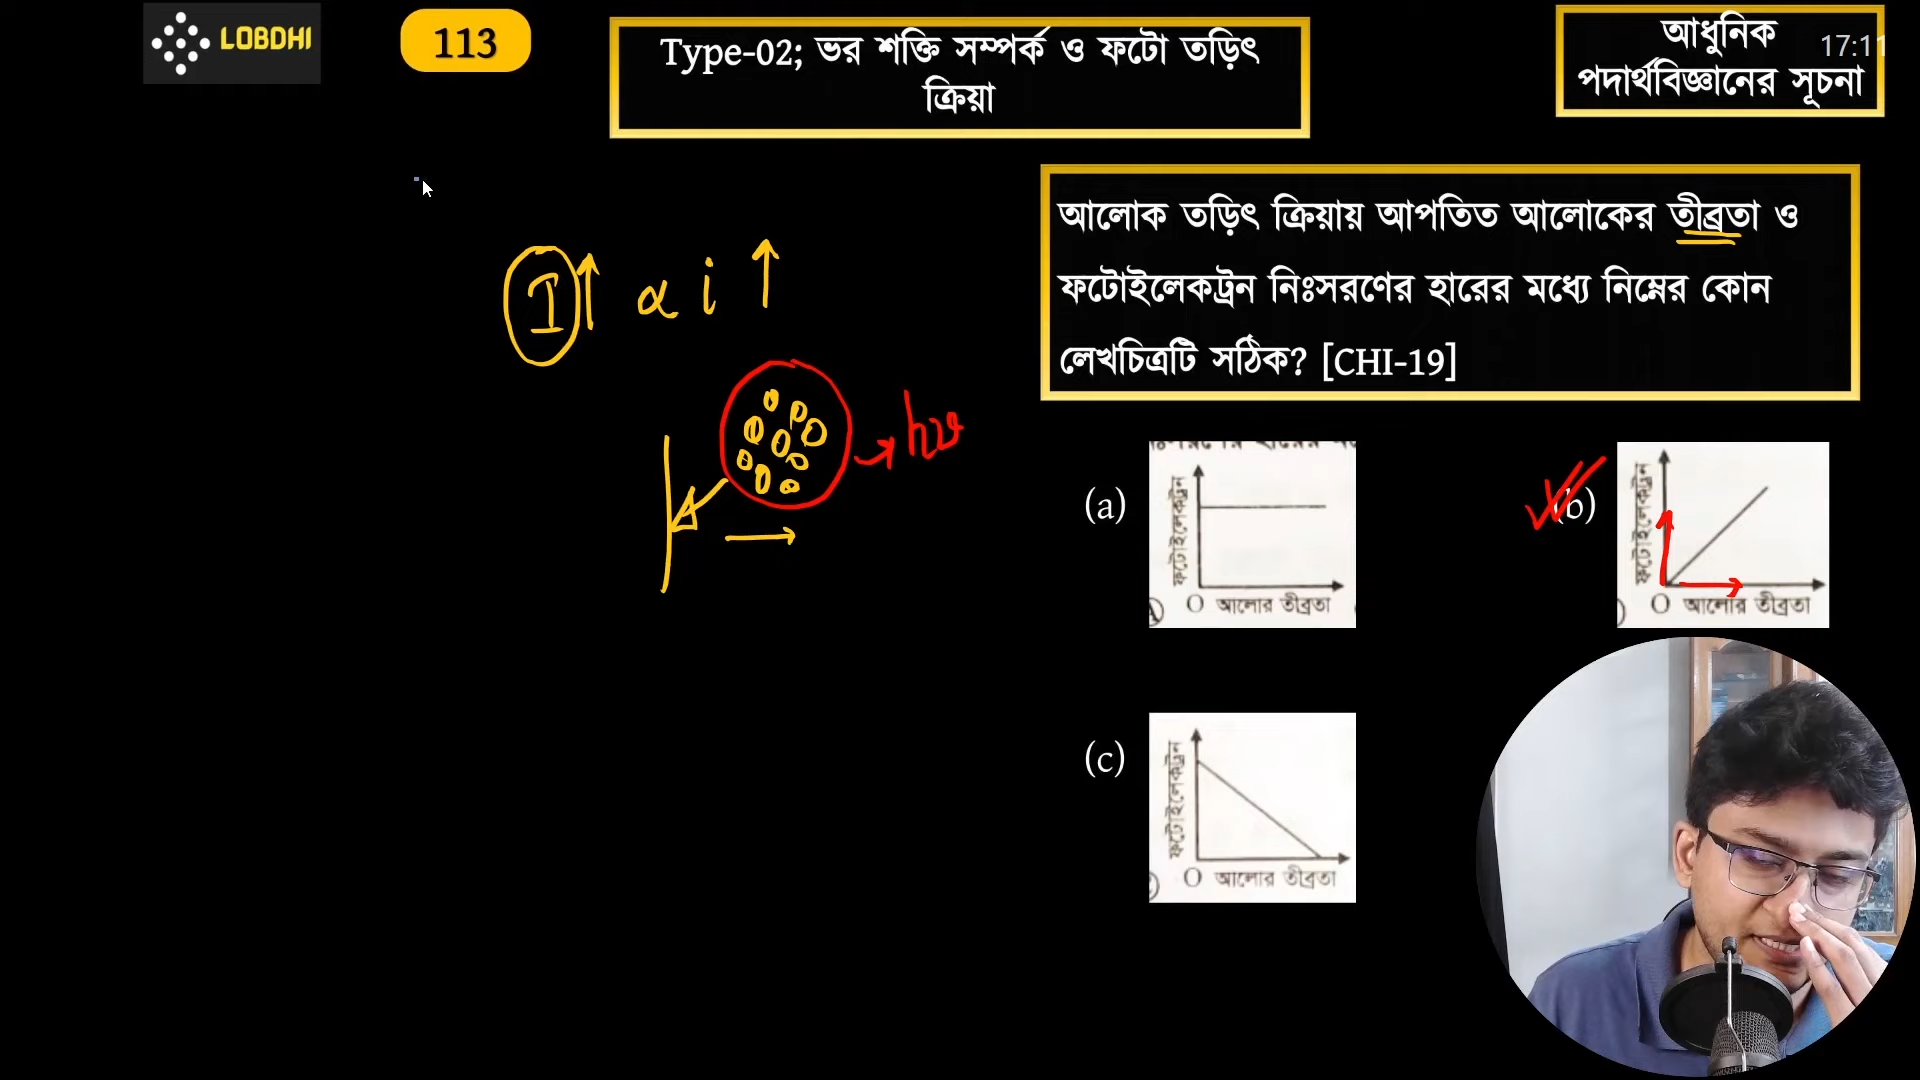 LOBDHI
113
Type-02; ভর শক্তি সম্পর্ক ও ফটো তড়িৎ
ক্রিয়া
আধুনিক
পদার্থবিজ্ঞানের সূচনা
17:11
আলোক তড়িৎ ক্রিয়ায় আপতিত আলোকের তীব্রতা ও
ফটোইলেকট্রন নিঃসরণের হারের মধ্যে নিম্নের কোন
লেখচিত্রটি সঠিক? [CHI-19]
I↑ α i ↑
→ hν
(a)
ফটোইলেকট্রন
O আলোর তীব্রতা
(b)
ফটোইলেকট্রন
O আলোর তীব্রতা
(c)
ফটোইলেকট্রন
O আলোর তীব্রতা